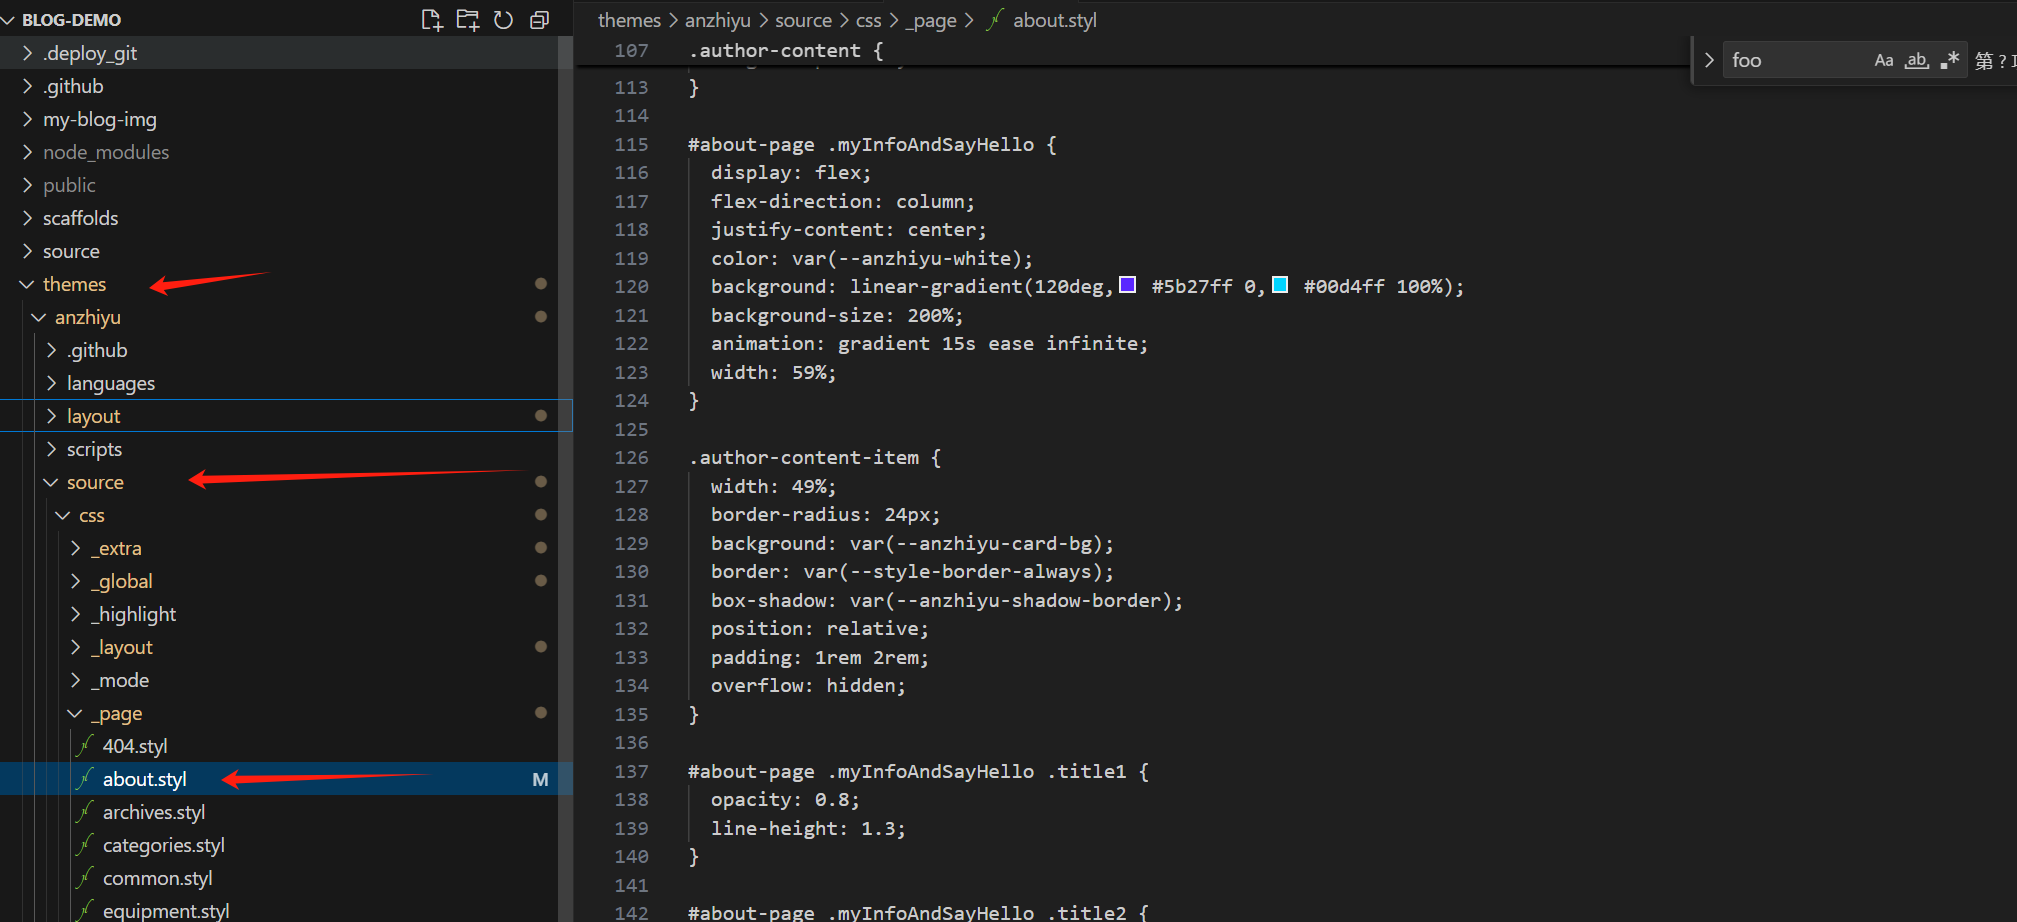 BLOG-DEMO
.deploy_git
.github
my-blog-img
node_modules
public
scaffolds
source
themes
anzhiyu
.github
languages
layout
scripts
source
css
_extra
_global
_highlight
_layout
_mode
_page
404.styl
about.styl M
archives.styl
categories.styl
common.styl
equipment.styl
themes > anzhiyu > source > css > _page > about.styl
foo Aa ab .* 第 ?
107 .author-content {
113 }
114
115 #about-page .myInfoAndSayHello {
116 display: flex;
117 flex-direction: column;
118 justify-content: center;
119 color: var(--anzhiyu-white);
120 background: linear-gradient(120deg, #5b27ff 0, #00d4ff 100%);
121 background-size: 200%;
122 animation: gradient 15s ease infinite;
123 width: 59%;
124 }
125
126 .author-content-item {
127 width: 49%;
128 border-radius: 24px;
129 background: var(--anzhiyu-card-bg);
130 border: var(--style-border-always);
131 box-shadow: var(--anzhiyu-shadow-border);
132 position: relative;
133 padding: 1rem 2rem;
134 overflow: hidden;
135 }
136
137 #about-page .myInfoAndSayHello .title1 {
138 opacity: 0.8;
139 line-height: 1.3;
140 }
141
142 #about-page .myInfoAndSayHello .title2 {